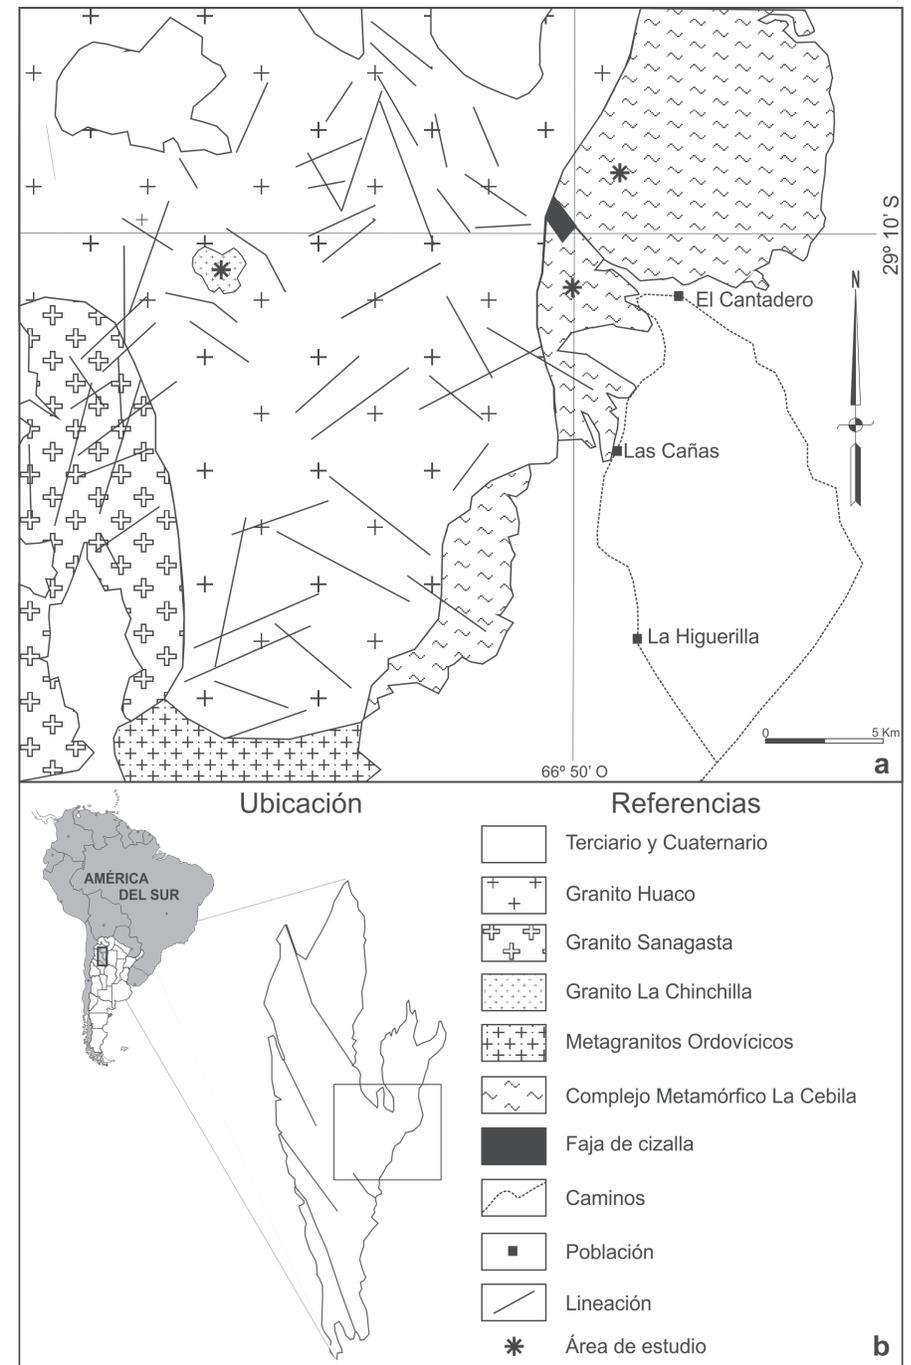 29º 10' S
N
El Cantadero
Las Cañas
La Higuerilla
0 5 Km
66º 50' O
a
Ubicación
Referencias
AMÉRICA
DEL SUR
Terciario y Cuaternario
Granito Huaco
Granito Sanagasta
Granito La Chinchilla
Metagranitos Ordovícicos
Complejo Metamórfico La Cebila
Faja de cizalla
Caminos
Población
Lineación
Área de estudio
b